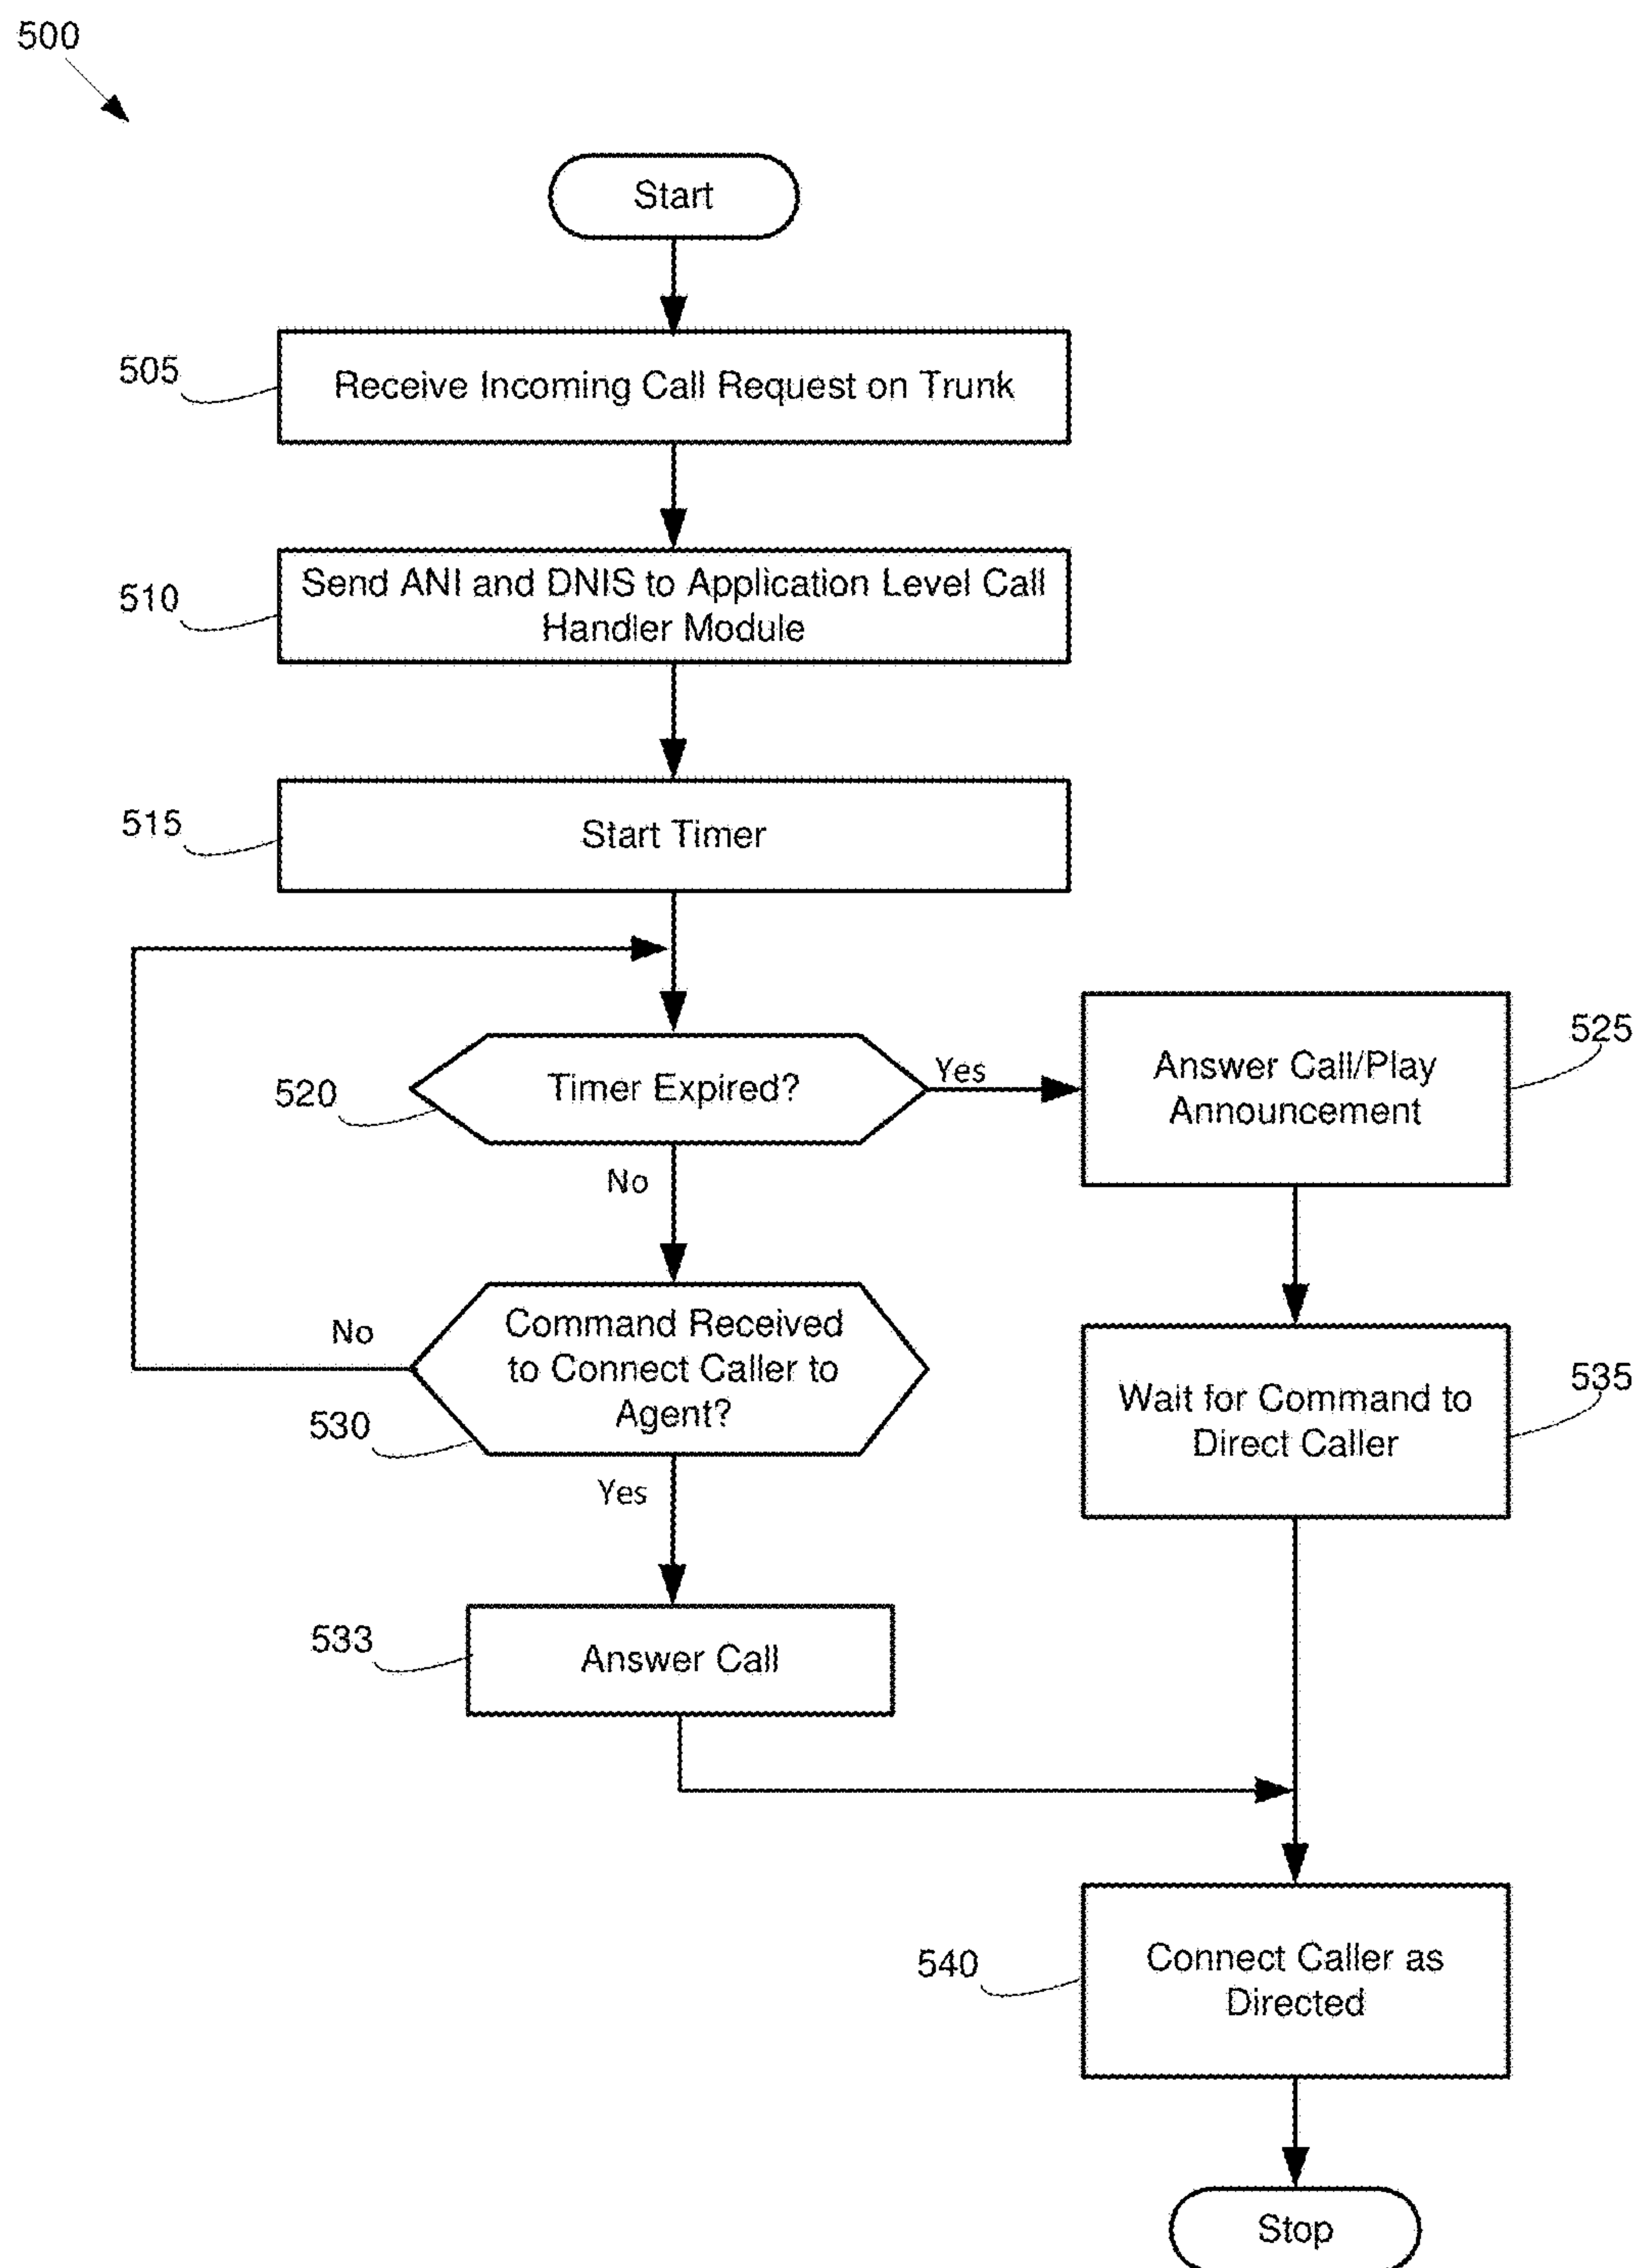 500
Start
505
Receive Incoming Call Request on Trunk
510
Send ANI and DNIS to Application Level Call
Handler Module
515
Start Timer
520
Timer Expired?
Yes
No
525
Answer Call/Play
Announcement
530
Command Received
to Connect Caller to
Agent?
No
Yes
535
Wait for Command to
Direct Caller
533
Answer Call
540
Connect Caller as
Directed
Stop